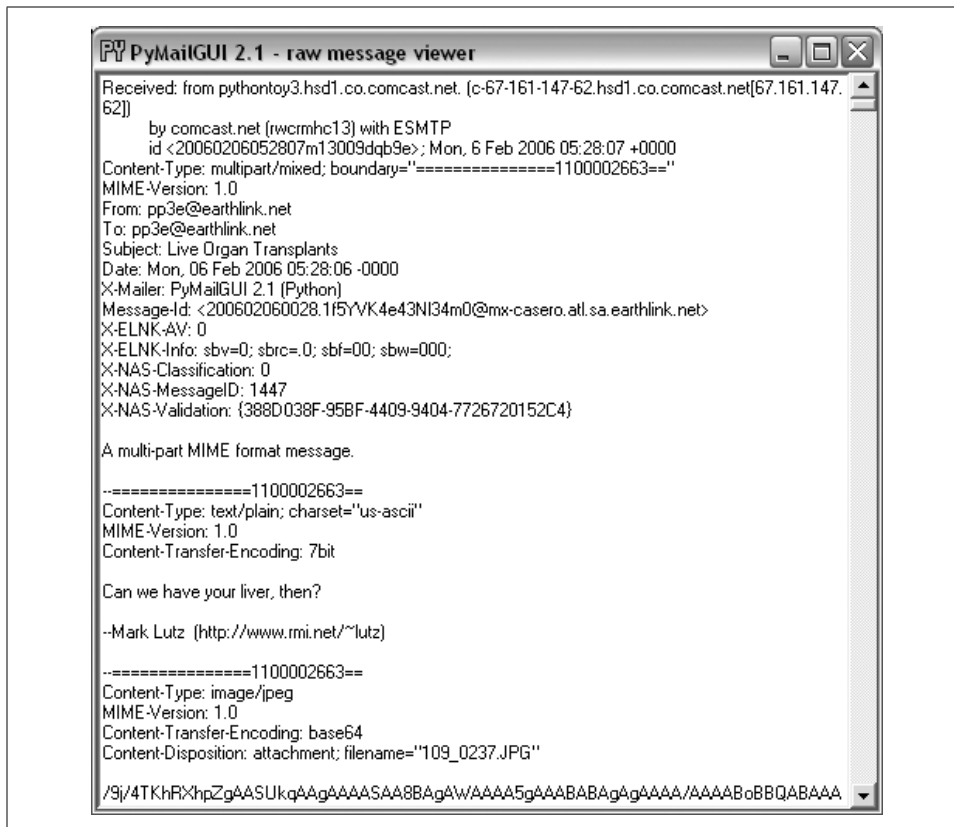 PyMailGUI 2.1 - raw message viewer
Received: from pythontoy3.hsd1.co.comcast.net. (c-67-161-147-62.hsd1.co.comcast.net[67.161.147.
62])
by comcast.net (rwcrmhc13) with ESMTP
id <20060206052807m13009dqb9e>; Mon, 6 Feb 2006 05:28:07 +0000
Content-Type: multipart/mixed; boundary="===============1100002663=="
MIME-Version: 1.0
From: pp3e@earthlink.net
To: pp3e@earthlink.net
Subject: Live Organ Transplants
Date: Mon, 06 Feb 2006 05:28:06 -0000
X-Mailer: PyMailGUI 2.1 (Python)
Message-Id: <200602060028.1f5YVK4e43Nl34m0@mx-casero.atl.sa.earthlink.net>
X-ELNK-AV: 0
X-ELNK-Info: sbv=0; sbrc=.0; sbf=00; sbw=000;
X-NAS-Classification: 0
X-NAS-MessageID: 1447
X-NAS-Validation: {388D038F-95BF-4409-9404-7726720152C4}
A multi-part MIME format message.
--===============1100002663==
Content-Type: text/plain; charset="us-ascii"
MIME-Version: 1.0
Content-Transfer-Encoding: 7bit
Can we have your liver, then?
--Mark Lutz (http://www.rmi.net/~lutz)
--===============1100002663==
Content-Type: image/jpeg
MIME-Version: 1.0
Content-Transfer-Encoding: base64
Content-Disposition: attachment; filename="109_0237.JPG"
/9j/4TKhRXhpZgAASUkqAAgAAAASAA8BAgAWAAAA5gAAABABAgAgAAAA/AAAABoBBQABAAA